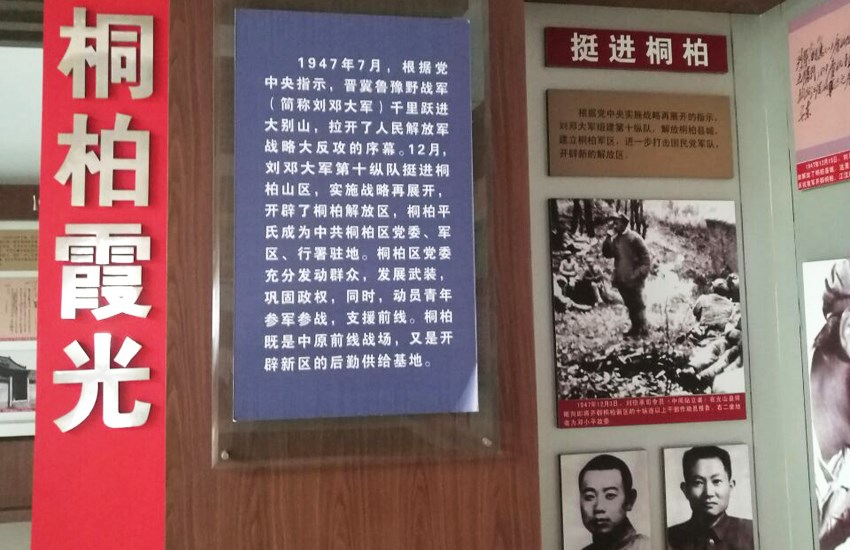 桐柏霞光
1947年7月，根据党
中央指示，晋冀鲁豫野战军
（简称刘邓大军）千里跃进
大别山，拉开了人民解放军
战略大反攻的序幕。12月，
刘邓大军第十纵队挺进桐
柏山区，实施战略再展开，
开辟了桐柏解放区，桐柏平
氏成为中共桐柏区党委、军
区、行署驻地。桐柏区党委
充分发动群众，发展武装，
巩固政权，同时，动员青年
参军参战，支援前线。桐柏
既是中原前线战场，又是开
辟新区的后勤供给基地。
挺进桐柏
根据党中央实施战略再展开的指示，
刘邓大军组建第十纵队，解放桐柏县城，
建立桐柏军区，进一步打击国民党军队，
开辟新的解放区。